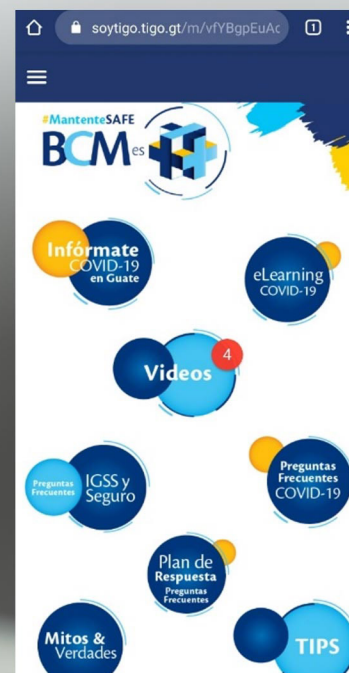 soytigo.tigo.gt/m/vfYBgpEuAc
1
#MantenteSAFE
BCM es
Infórmate
COVID-19
en Guate
eLearning
COVID-19
Videos
4
Preguntas
Frecuentes
IGSS y
Seguro
Preguntas
Frecuentes
COVID-19
Plan de
Respuesta
Preguntas
Frecuentes
Mitos &
Verdades
TIPS